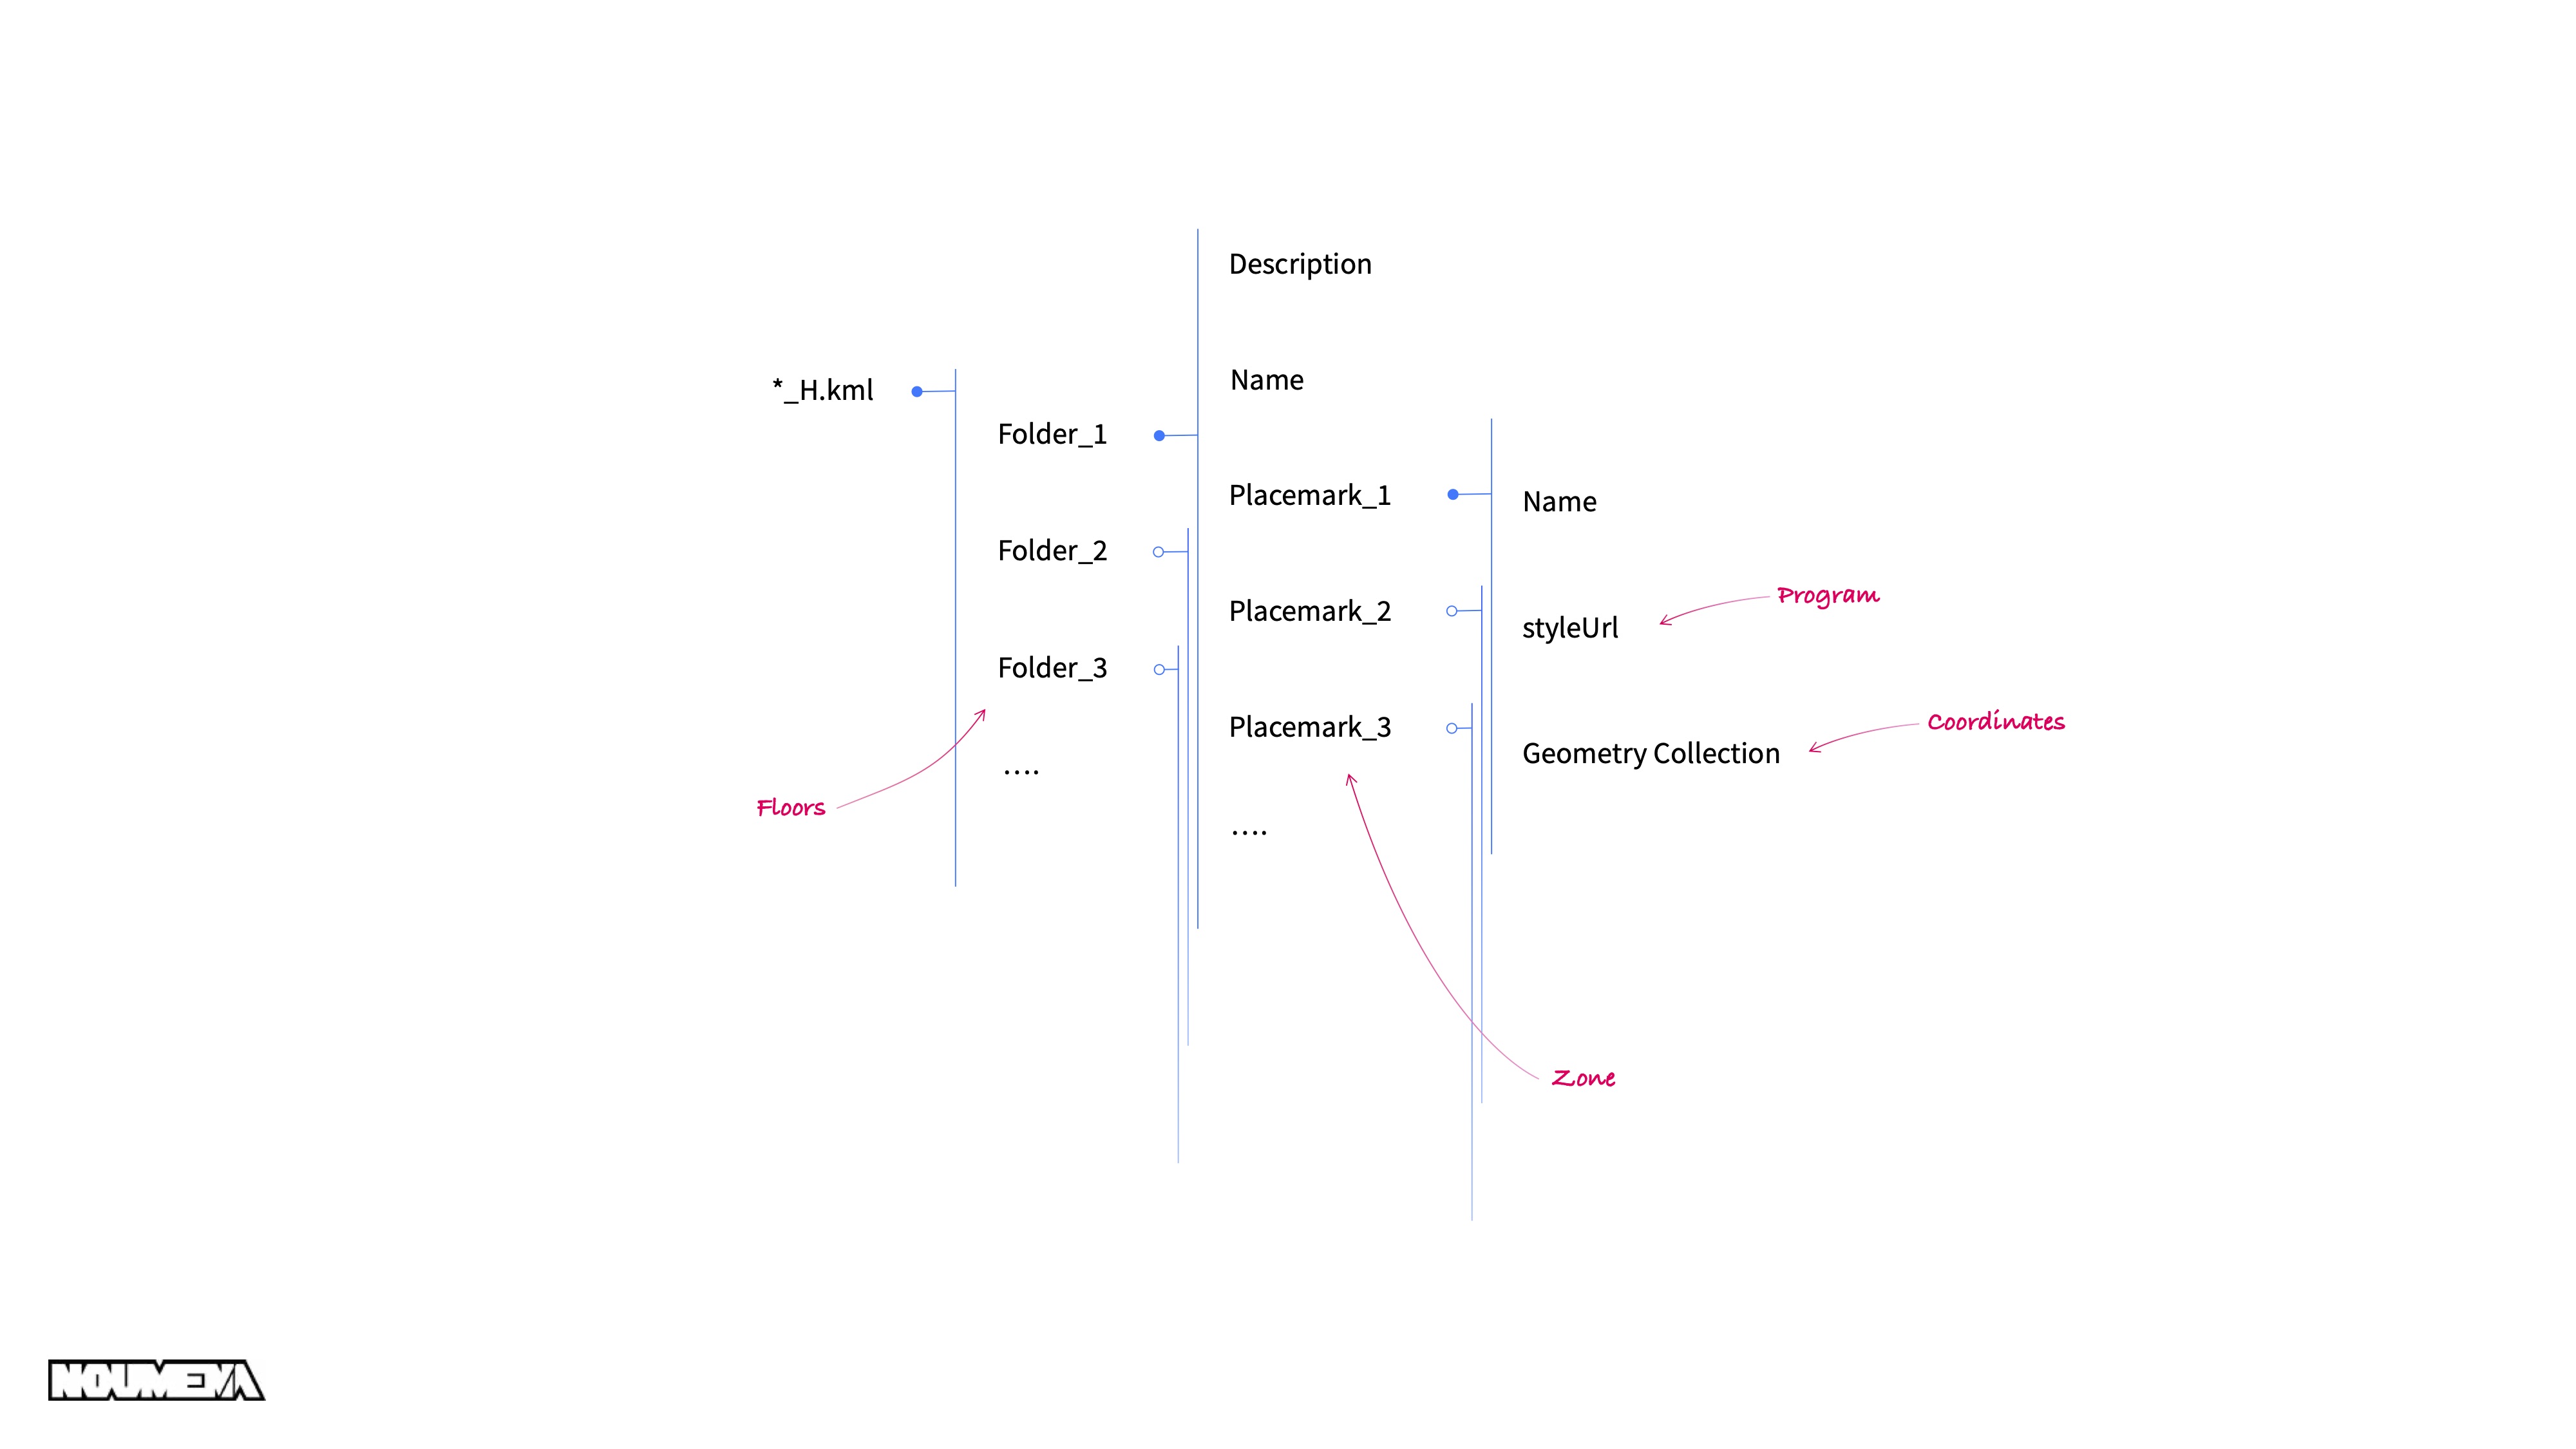 *_H.kml
Folder_1
Folder_2
Folder_3
....
Floors
Description
Name
Placemark_1
Placemark_2
Placemark_3
....
Zone
Name
styleUrl
Geometry Collection
Program
Coordinates
NOUMENA